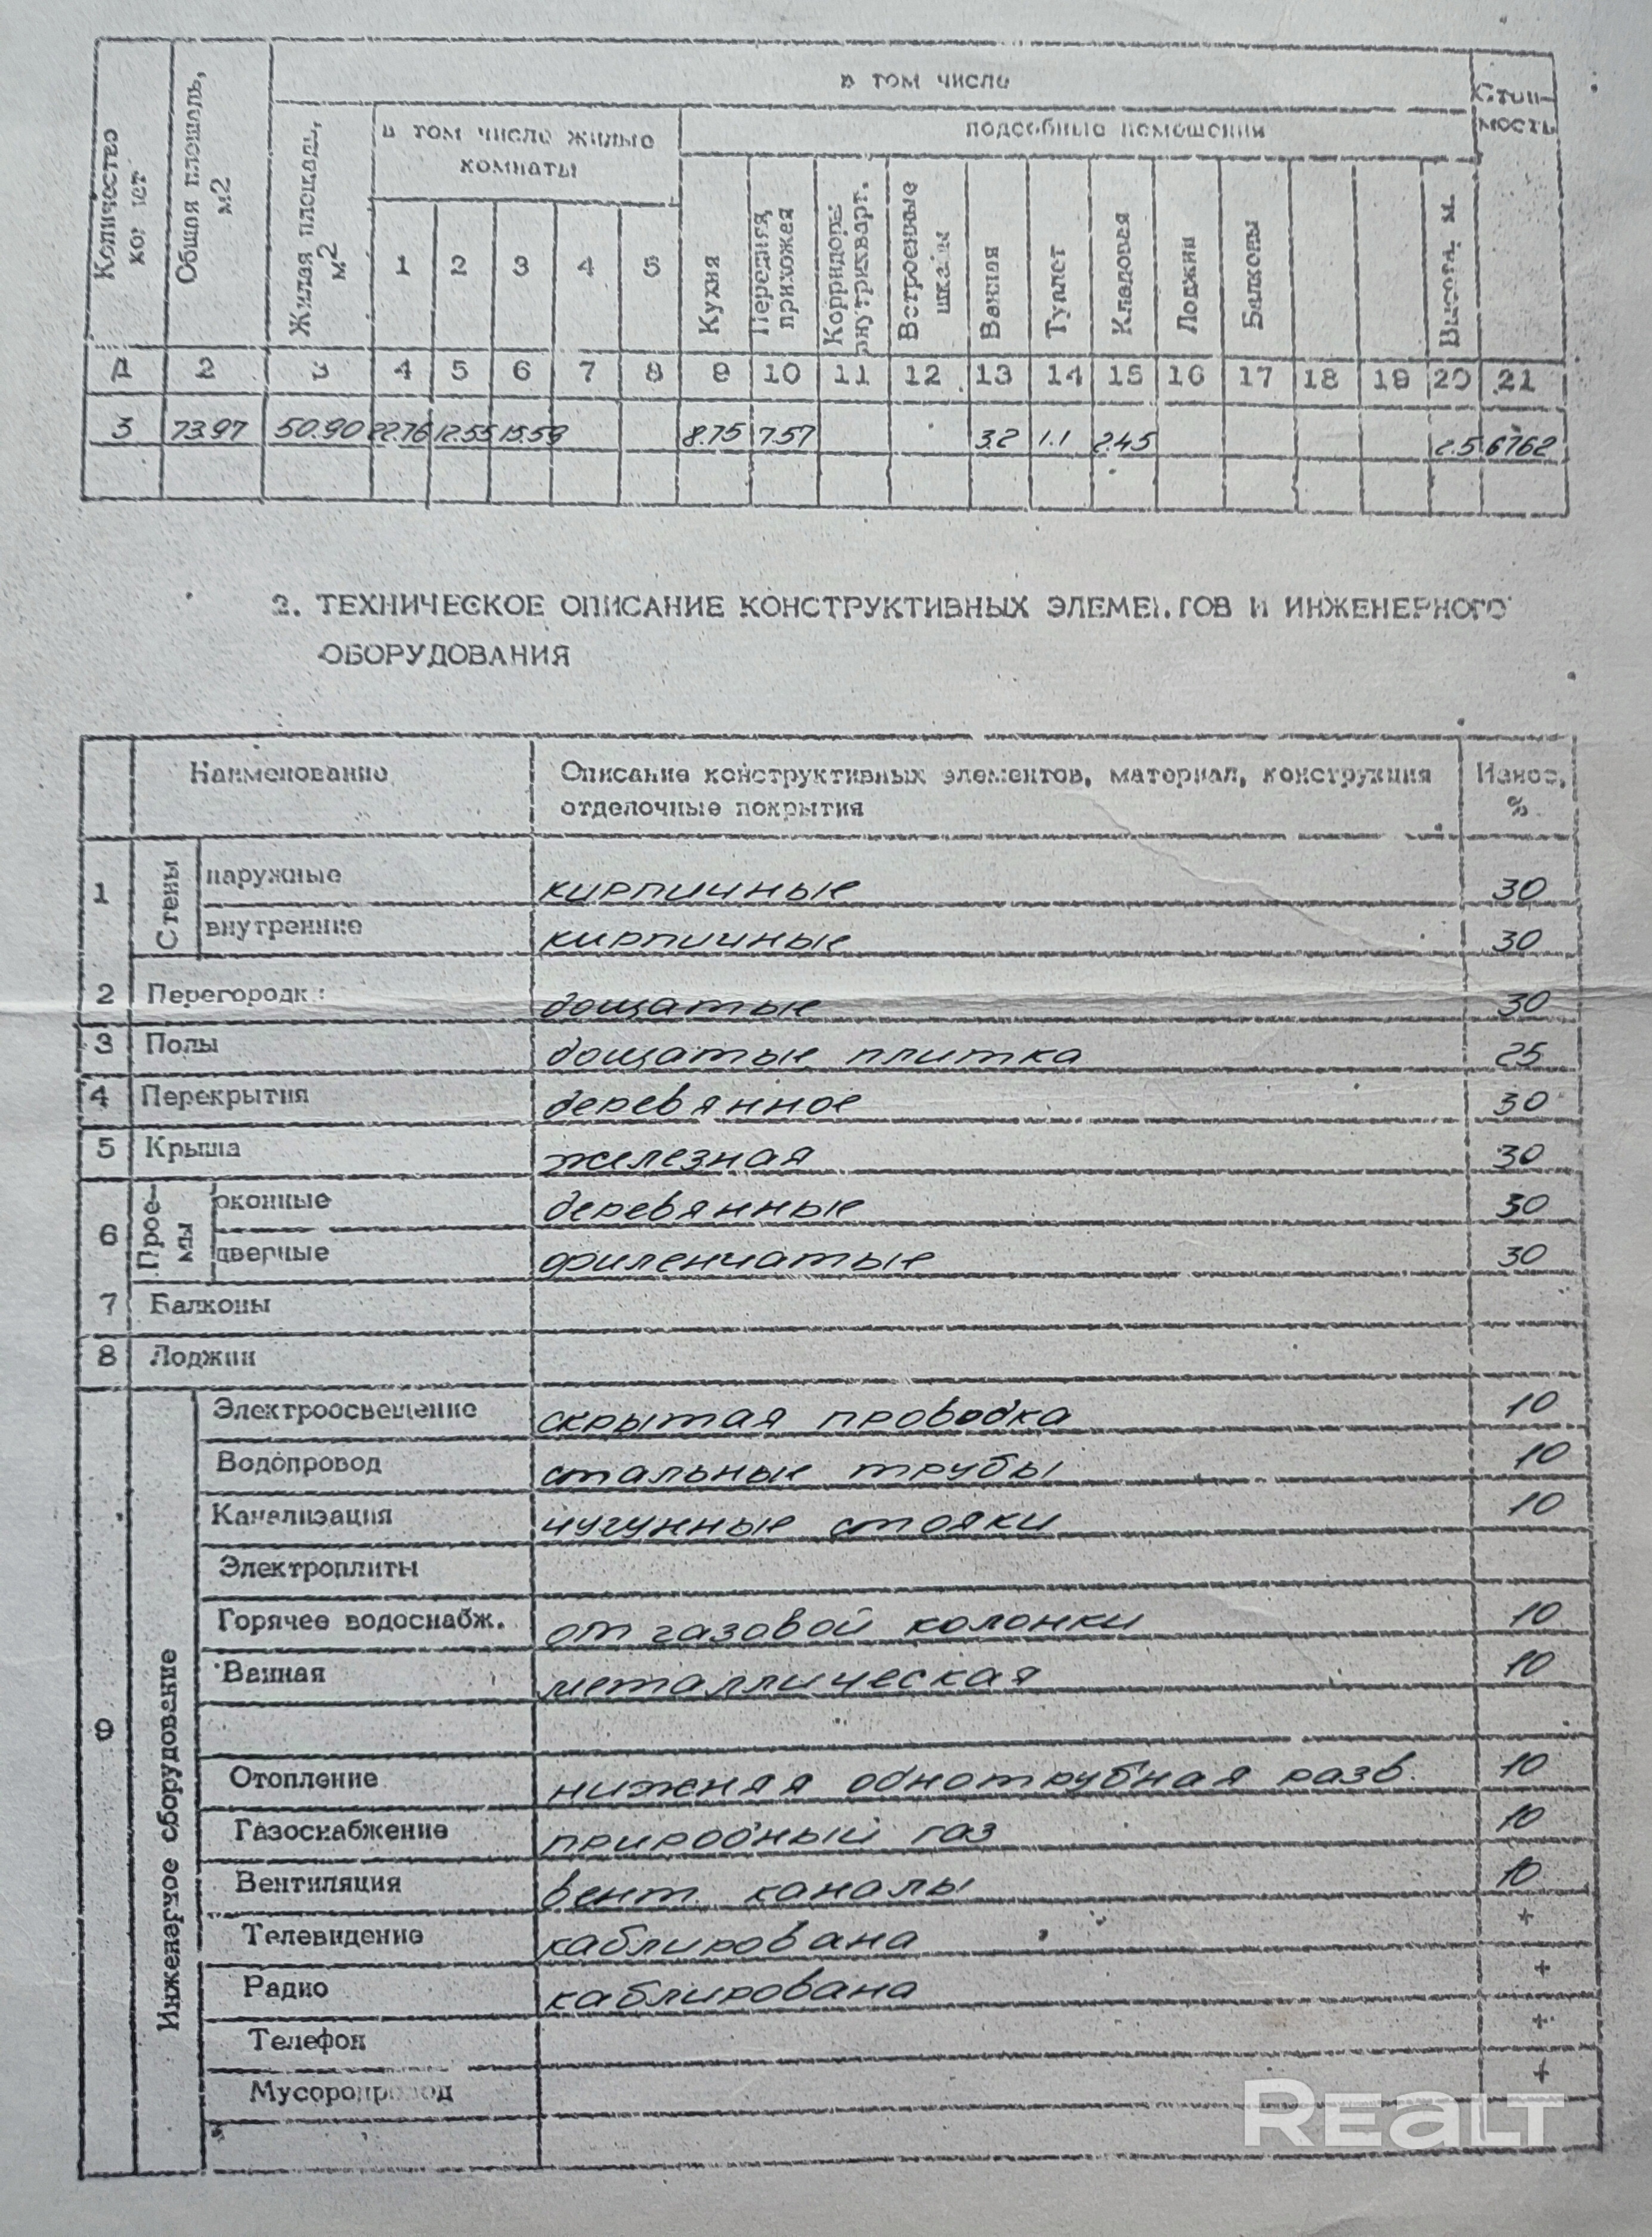 в том числе
Стои-
мость
Количество
ком нат
Общая площадь,
м2
Жилая площадь,
м2
в том числе жилые
комнаты
подсобные помещения
1 2 3 4 5
Кухня
Передняя,
прихожая
Корридоры
внутрикварт.
Встроенные
шкафы
Ванная
Туалет
Кладовая
Лоджии
Балконы
Высота, м.
1 2 3 4 5 6 7 8 9 10 11 12 13 14 15 16 17 18 19 20 21
3 73.97 50.90 22.76 12.55 15.59 8.75 7.57 3.2 1.1 2.45 2.5 6762
2. ТЕХНИЧЕСКОЕ ОПИСАНИЕ КОНСТРУКТИВНЫХ ЭЛЕМЕНТОВ И ИНЖЕНЕРНОГО
ОБОРУДОВАНИЯ
Наименование
Описание конструктивных элементов, материал, конструкция
отделочные покрытия
Износ,
%
1 Стены наружные кирпичные 30
внутренние кирпичные 30
2 Перегородки дощатые 30
3 Полы дощатые плитка 25
4 Перекрытия деревянное 30
5 Крыша железная 30
6 Прое-
мы
оконные деревянные 30
дверные филенчатые 30
7 Балконы
8 Лоджии
9 Инженерное оборудование
Электроосвещение скрытая проводка 10
Водопровод стальные трубы 10
Канализация чугунные стояки 10
Электроплиты
Горячее водоснабж. от газовой колонки 10
Ванная металлическая 10
Отопление нижняя однотрубная разв. 10
Газоснабжение природный газ 10
Вентиляция вент. каналы 10
Телевидение каблирована +
Радио каблирована +
Телефон +
Мусоропровод +
REALT